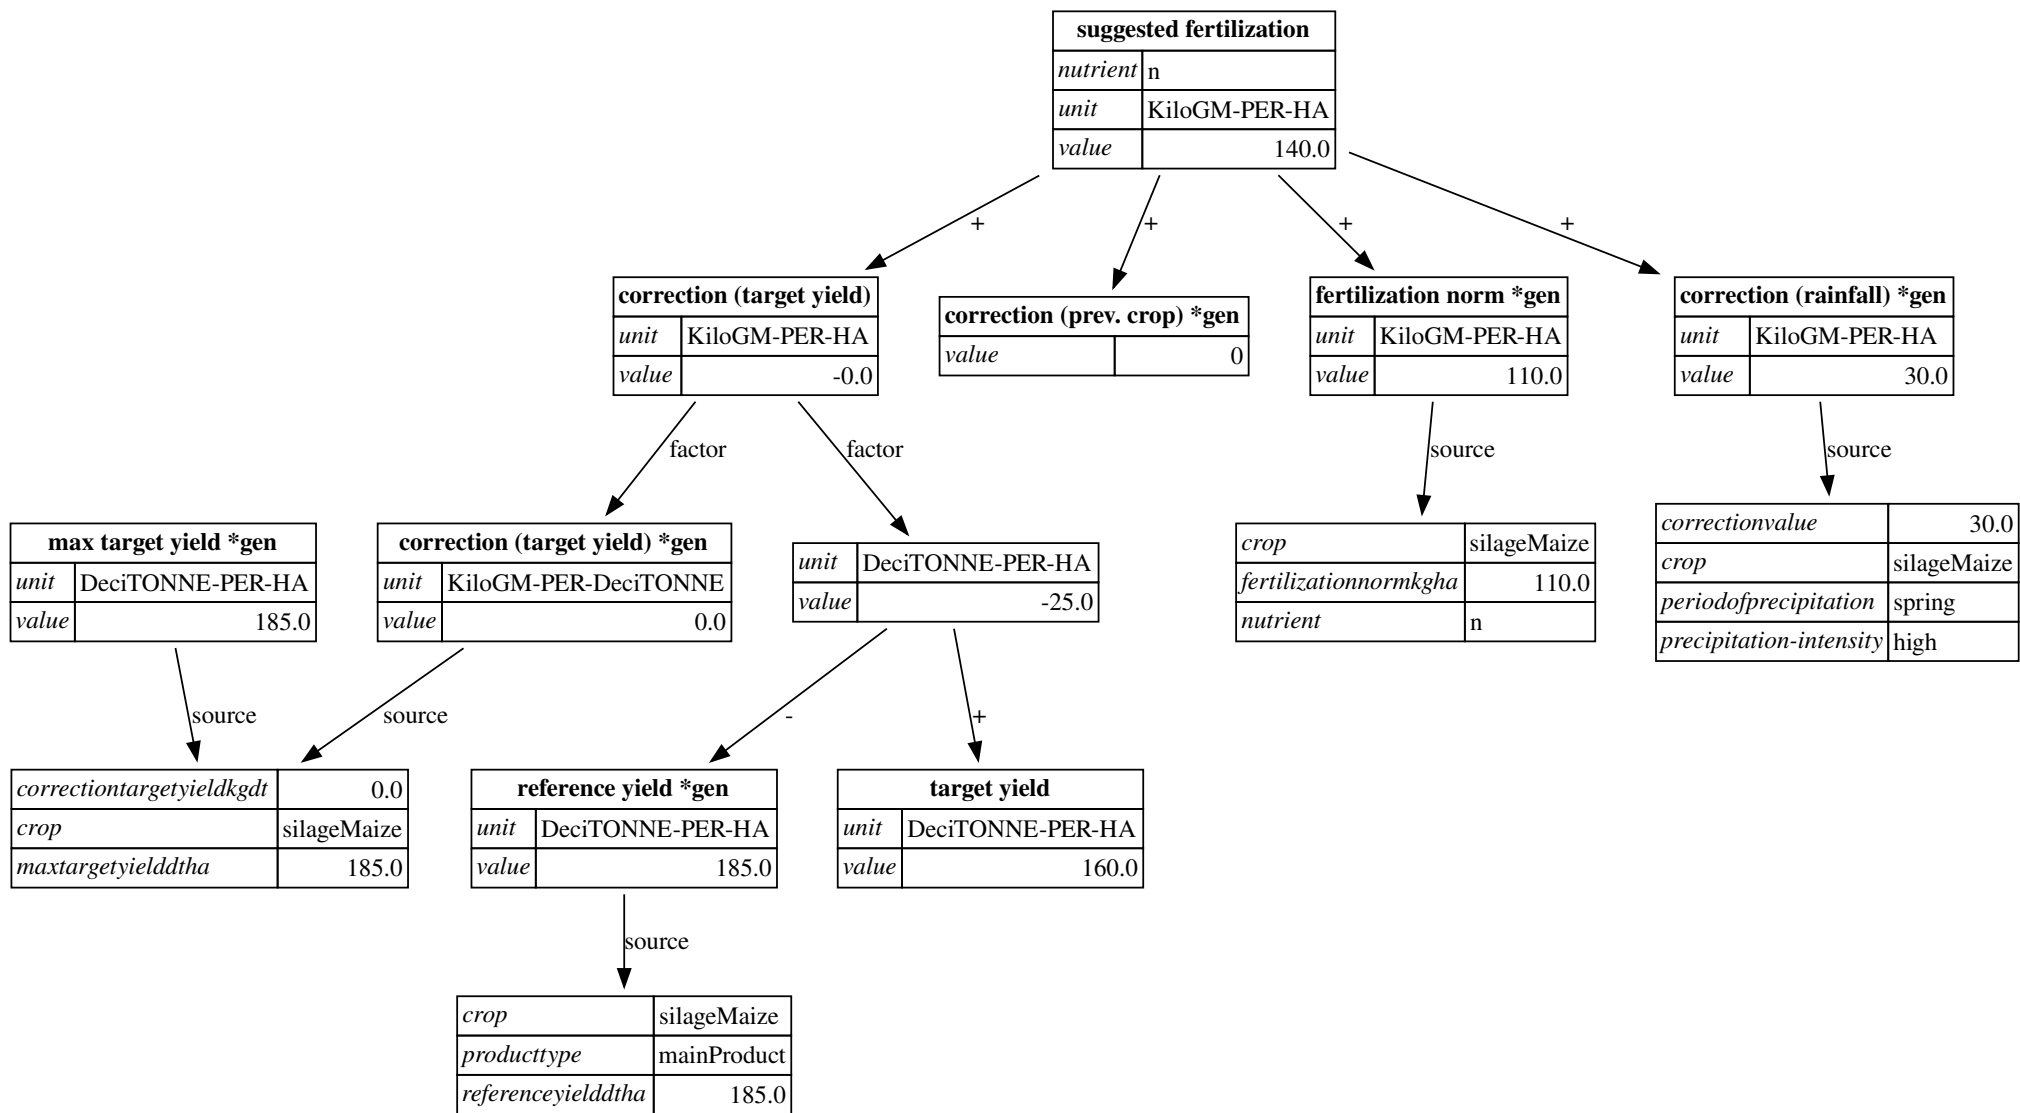 suggested fertilization
nutrient n
unit KiloGM-PER-HA
value 140.0
+ + + +
correction (target yield)
unit KiloGM-PER-HA
value -0.0
correction (prev. crop) *gen
value 0
fertilization norm *gen
unit KiloGM-PER-HA
value 110.0
correction (rainfall) *gen
unit KiloGM-PER-HA
value 30.0
factor factor source source
max target yield *gen
unit DeciTONNE-PER-HA
value 185.0
correction (target yield) *gen
unit KiloGM-PER-DeciTONNE
value 0.0
unit DeciTONNE-PER-HA
value -25.0
crop silageMaize
fertilizationnormkgha 110.0
nutrient n
correctionvalue 30.0
crop silageMaize
periodofprecipitation spring
precipitation-intensity high
source source - +
correctiontargetyieldkgdt 0.0
crop silageMaize
maxtargetyielddtha 185.0
reference yield *gen
unit DeciTONNE-PER-HA
value 185.0
target yield
unit DeciTONNE-PER-HA
value 160.0
source
crop silageMaize
producttype mainProduct
referenceyielddtha 185.0